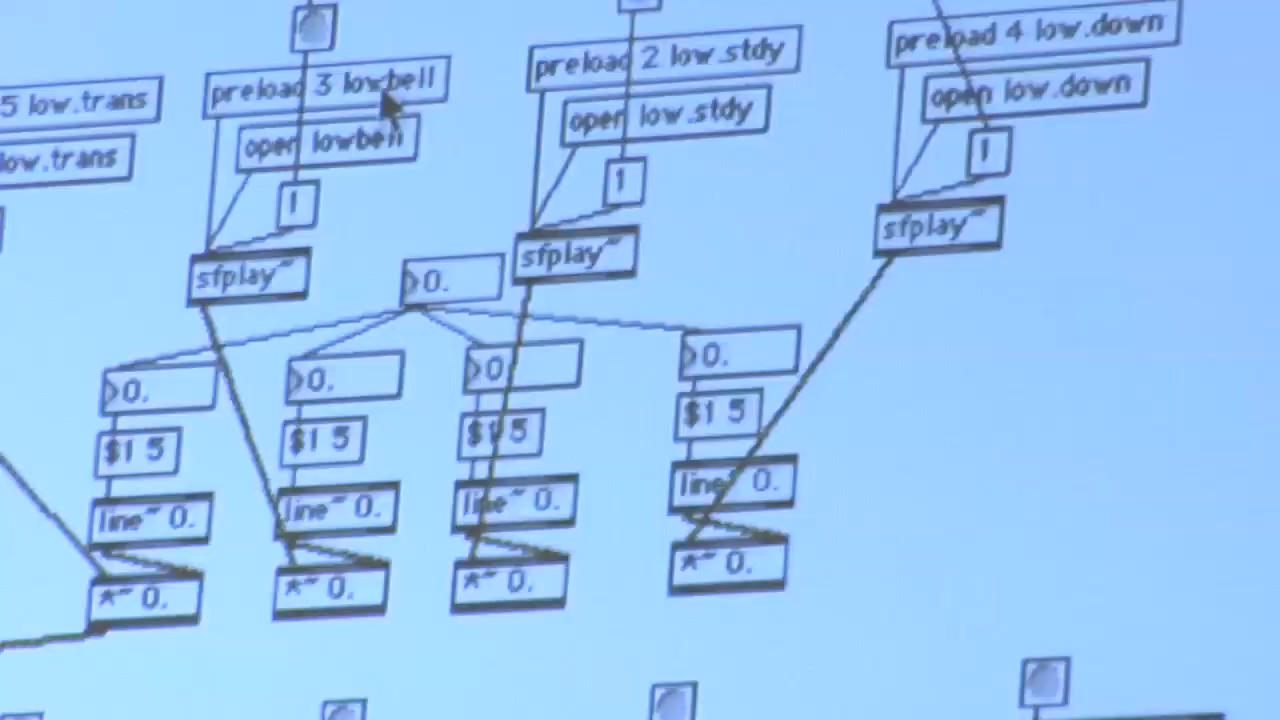 preload 4 low.down
preload 2 low.stdy
preload 3 lowbell
5 low.trans
open low.down
open low.stdy
open lowbell
low.trans
1
1
1
sfplay~
sfplay~
sfplay~
0.
0.
0.
0.
0.
$1 5
$1 5
$1 5
$1 5
line~ 0.
line~ 0.
line~ 0.
line~ 0.
*~ 0.
*~ 0.
*~ 0.
*~ 0.